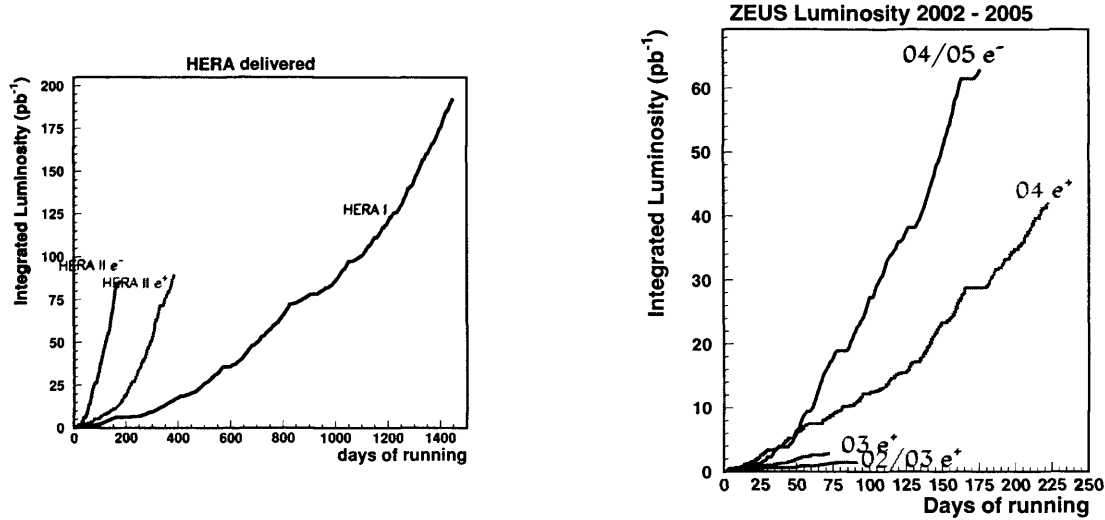 HERA delivered
Integrated Luminosity (pb⁻¹)
200
175
150
125
100
75
50
25
0
HERA I
HERA II e⁻
HERA II e⁺
0 200 400 600 800 1000 1200 1400
days of running
ZEUS Luminosity 2002 - 2005
Integrated Luminosity (pb⁻¹)
60
50
40
30
20
10
0
04/05 e⁻
04 e⁺
03 e⁺
02/03 e⁺
0 25 50 75 100 125 150 175 200 225 250
Days of running